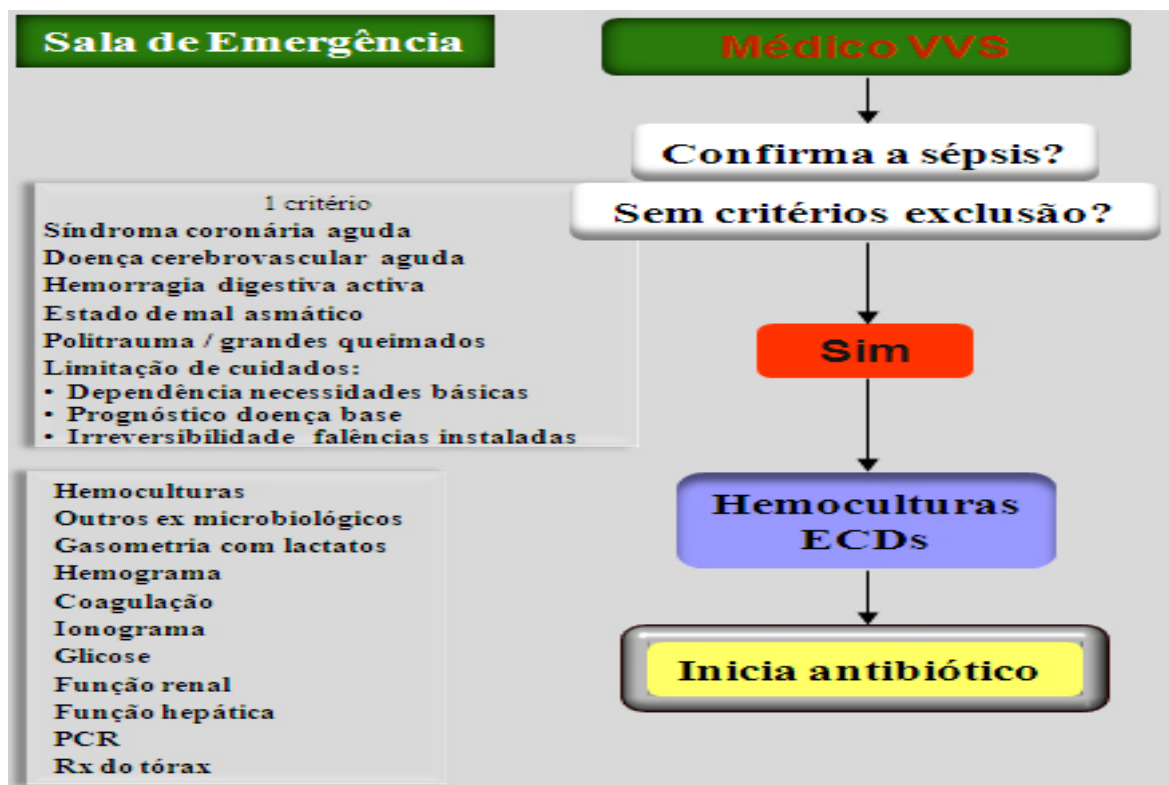 Sala de Emergência
Médico VVS
Confirma a sépsis?
Sem critérios exclusão?
1 critério
Síndroma coronária aguda
Doença cerebrovascular aguda
Hemorragia digestiva activa
Estado de mal asmático
Politrauma / grandes queimados
Limitação de cuidados:
• Dependência necessidades básicas
• Prognóstico doença base
• Irreversibilidade falências instaladas
Sim
Hemoculturas
Outros ex microbiológicos
Gasometria com lactatos
Hemograma
Coagulação
Ionograma
Glicose
Função renal
Função hepática
PCR
Rx do tórax
Hemoculturas
ECDs
Inicia antibiótico